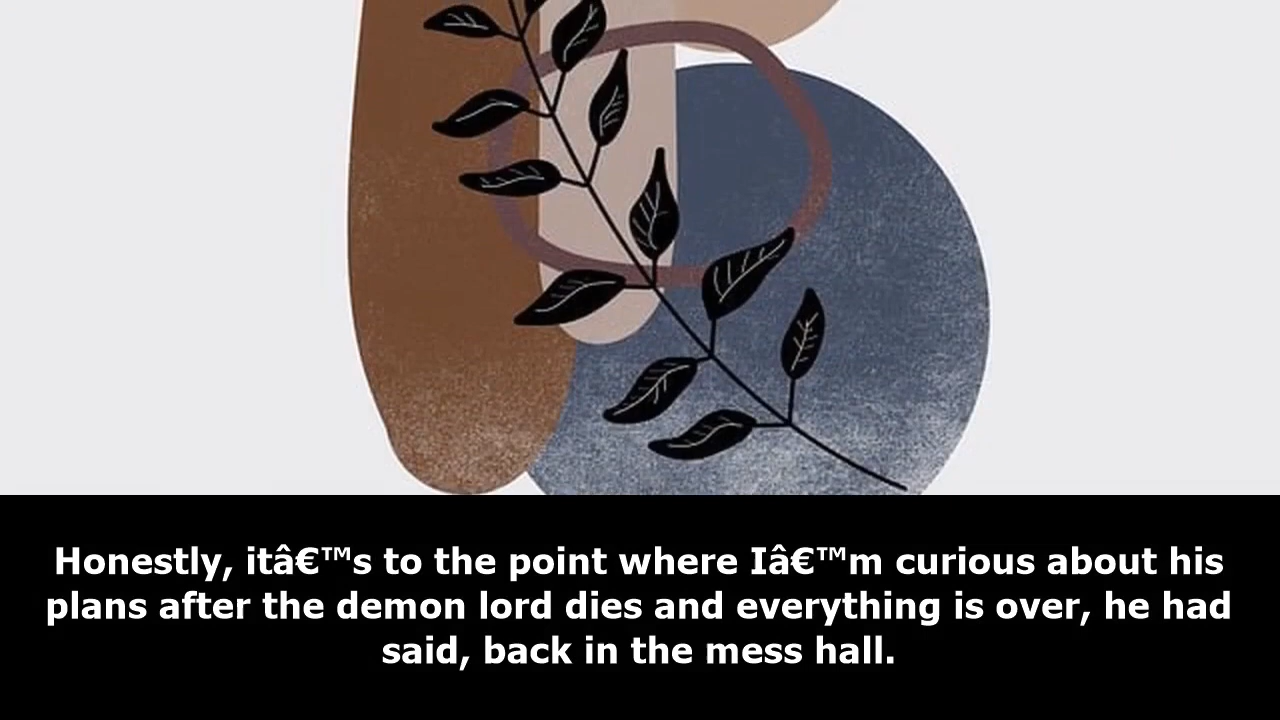 Honestly, itâ€™s to the point where Iâ€™m curious about his
plans after the demon lord dies and everything is over, he had
said, back in the mess hall.